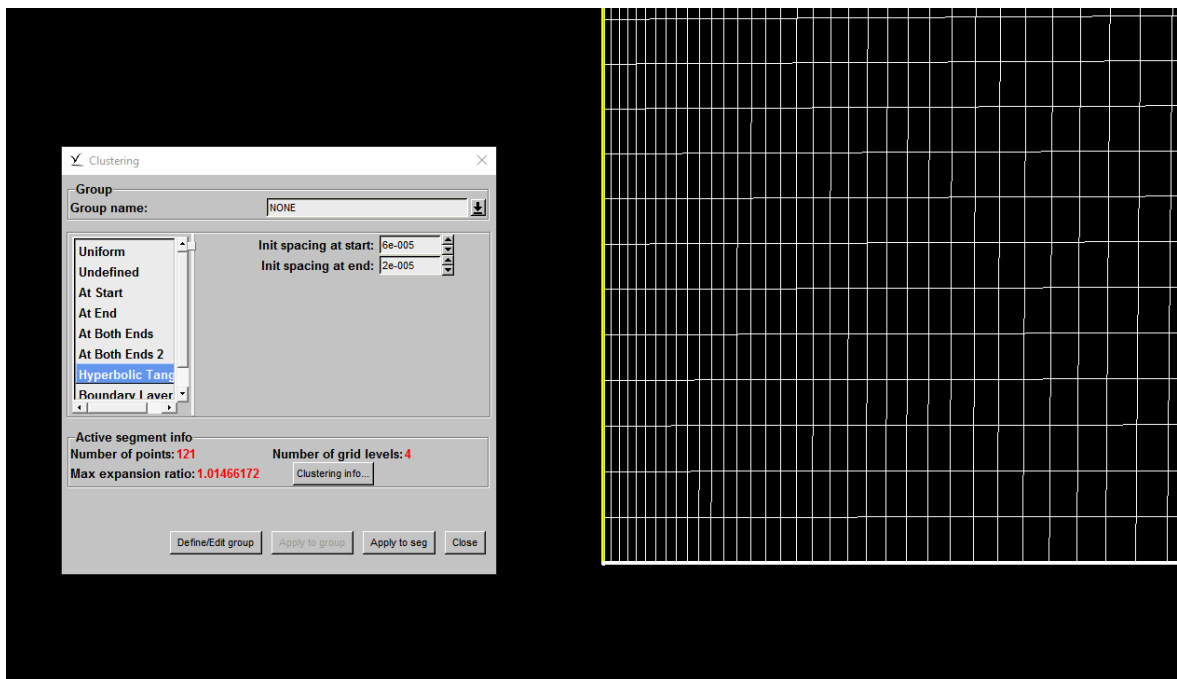 Clustering
Group
Group name: NONE
Uniform
Undefined
At Start
At End
At Both Ends
At Both Ends 2
Hyperbolic Tang
Boundary Layer
Init spacing at start: 6e-005
Init spacing at end: 2e-005
Active segment info
Number of points: 121 Number of grid levels: 4
Max expansion ratio: 1.01466172 Clustering info...
Define/Edit group Apply to group Apply to seg Close